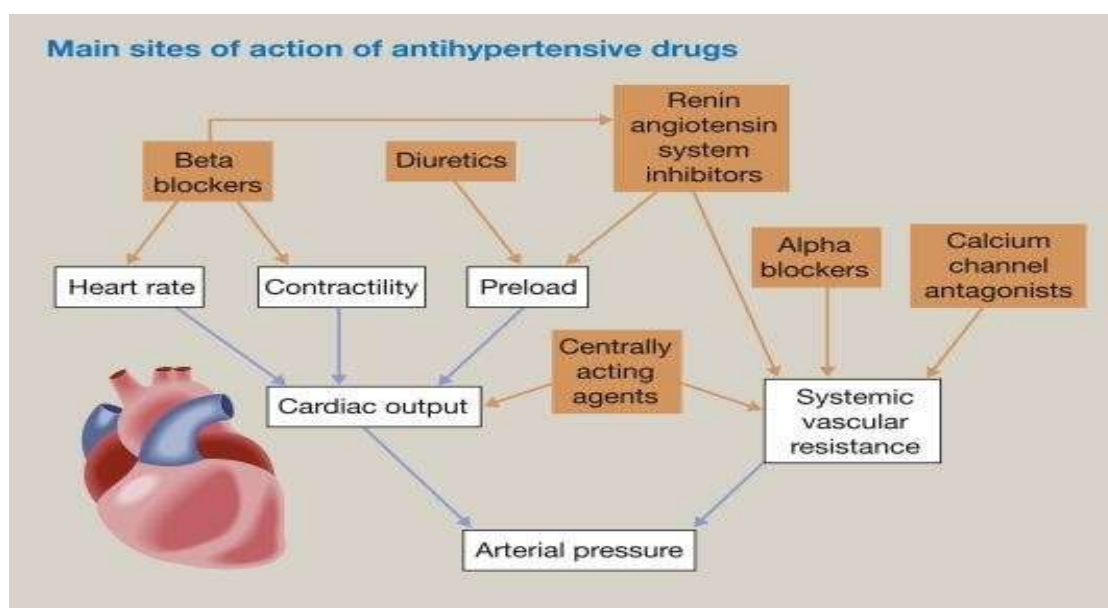 Main sites of action of antihypertensive drugs
Renin
angiotensin
system
inhibitors
Beta
blockers
Diuretics
Alpha
blockers
Calcium
channel
antagonists
Heart rate
Contractility
Preload
Centrally
acting
agents
Cardiac output
Systemic
vascular
resistance
Arterial pressure